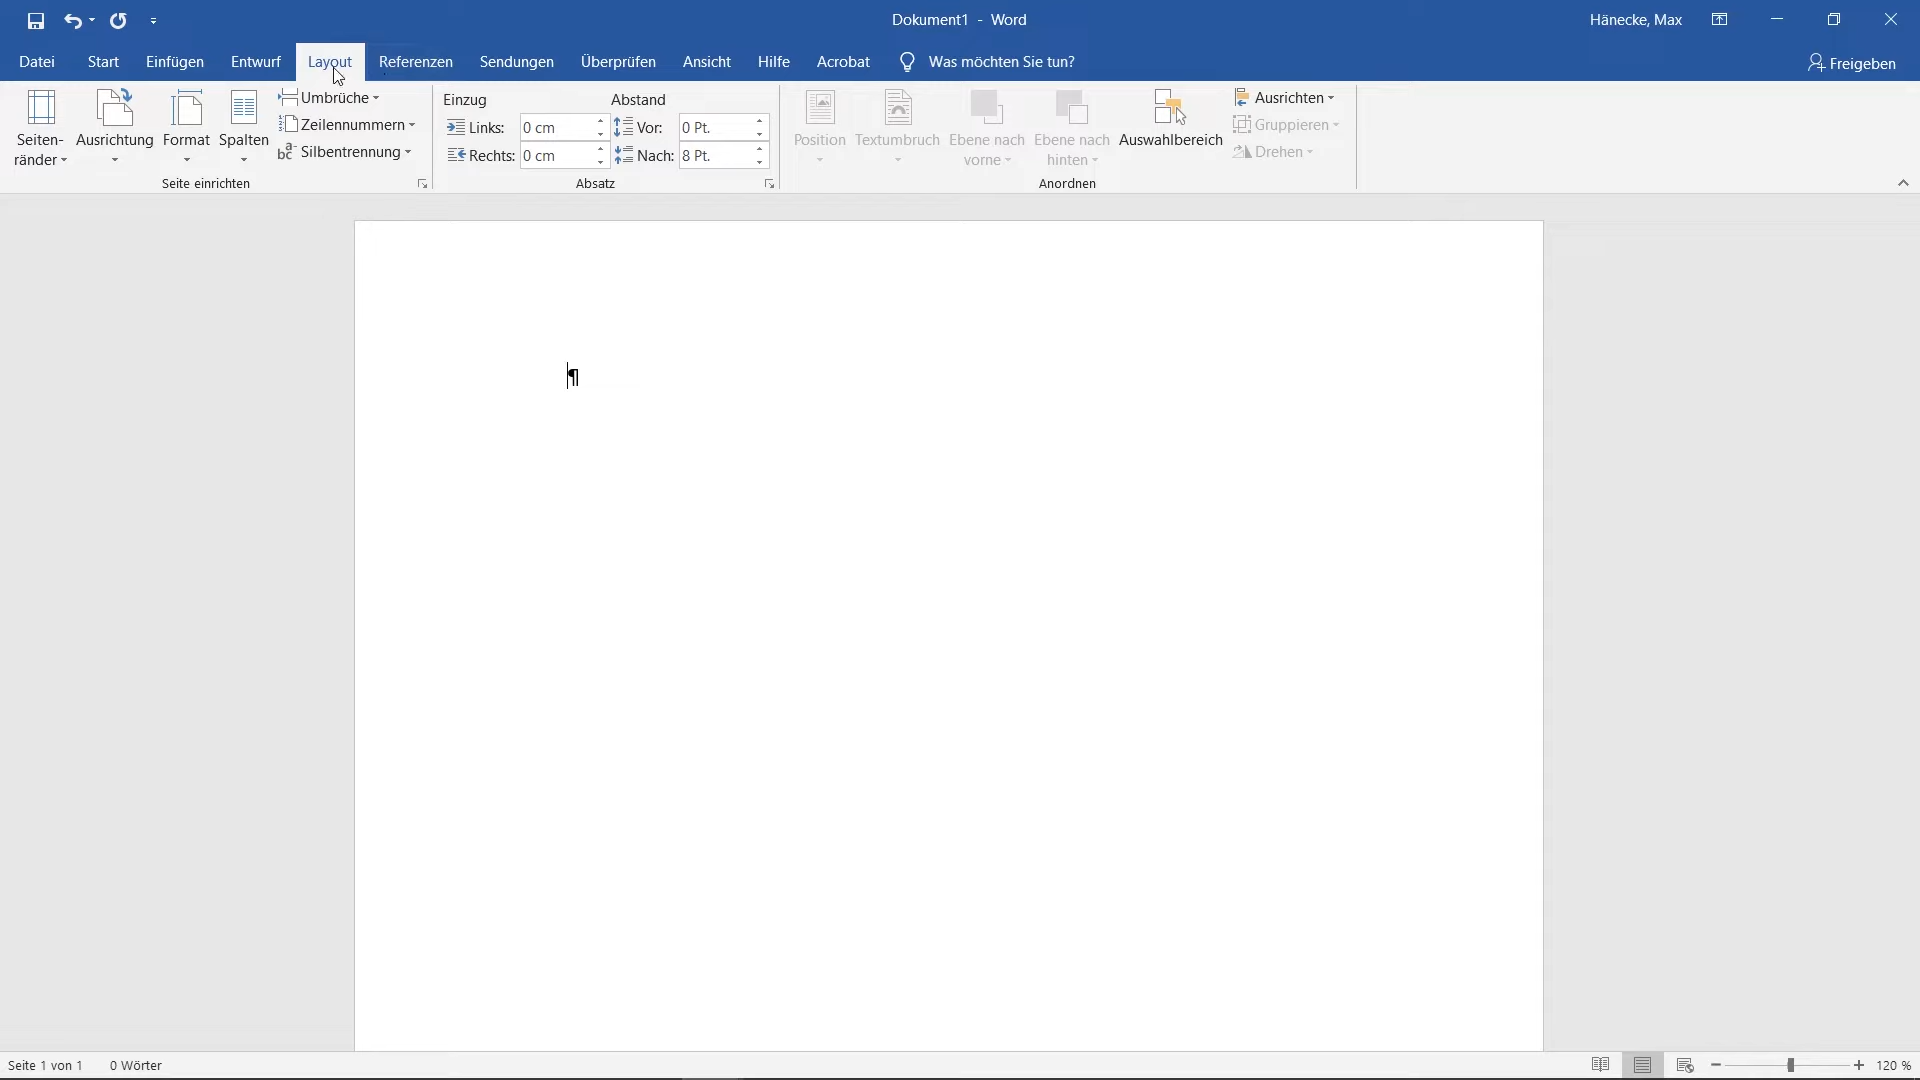 Dokument1 - Word
Hänecke, Max
Datei Start Einfügen Entwurf Layout Referenzen Sendungen Überprüfen Ansicht Hilfe Acrobat Was möchten Sie tun? Freigeben
Seiten-
ränder
Ausrichtung
Format
Spalten
Umbrüche
Zeilennummern
bc a- Silbentrennung
Seite einrichten
Einzug Abstand
Links: 0 cm Vor: 0 Pt.
Rechts: 0 cm Nach: 8 Pt.
Absatz
Position
Textumbruch
Ebene nach
vorne
Ebene nach
hinten
Auswahlbereich
Ausrichten
Gruppieren
Drehen
Anordnen
¶
Seite 1 von 1 0 Wörter 120 %